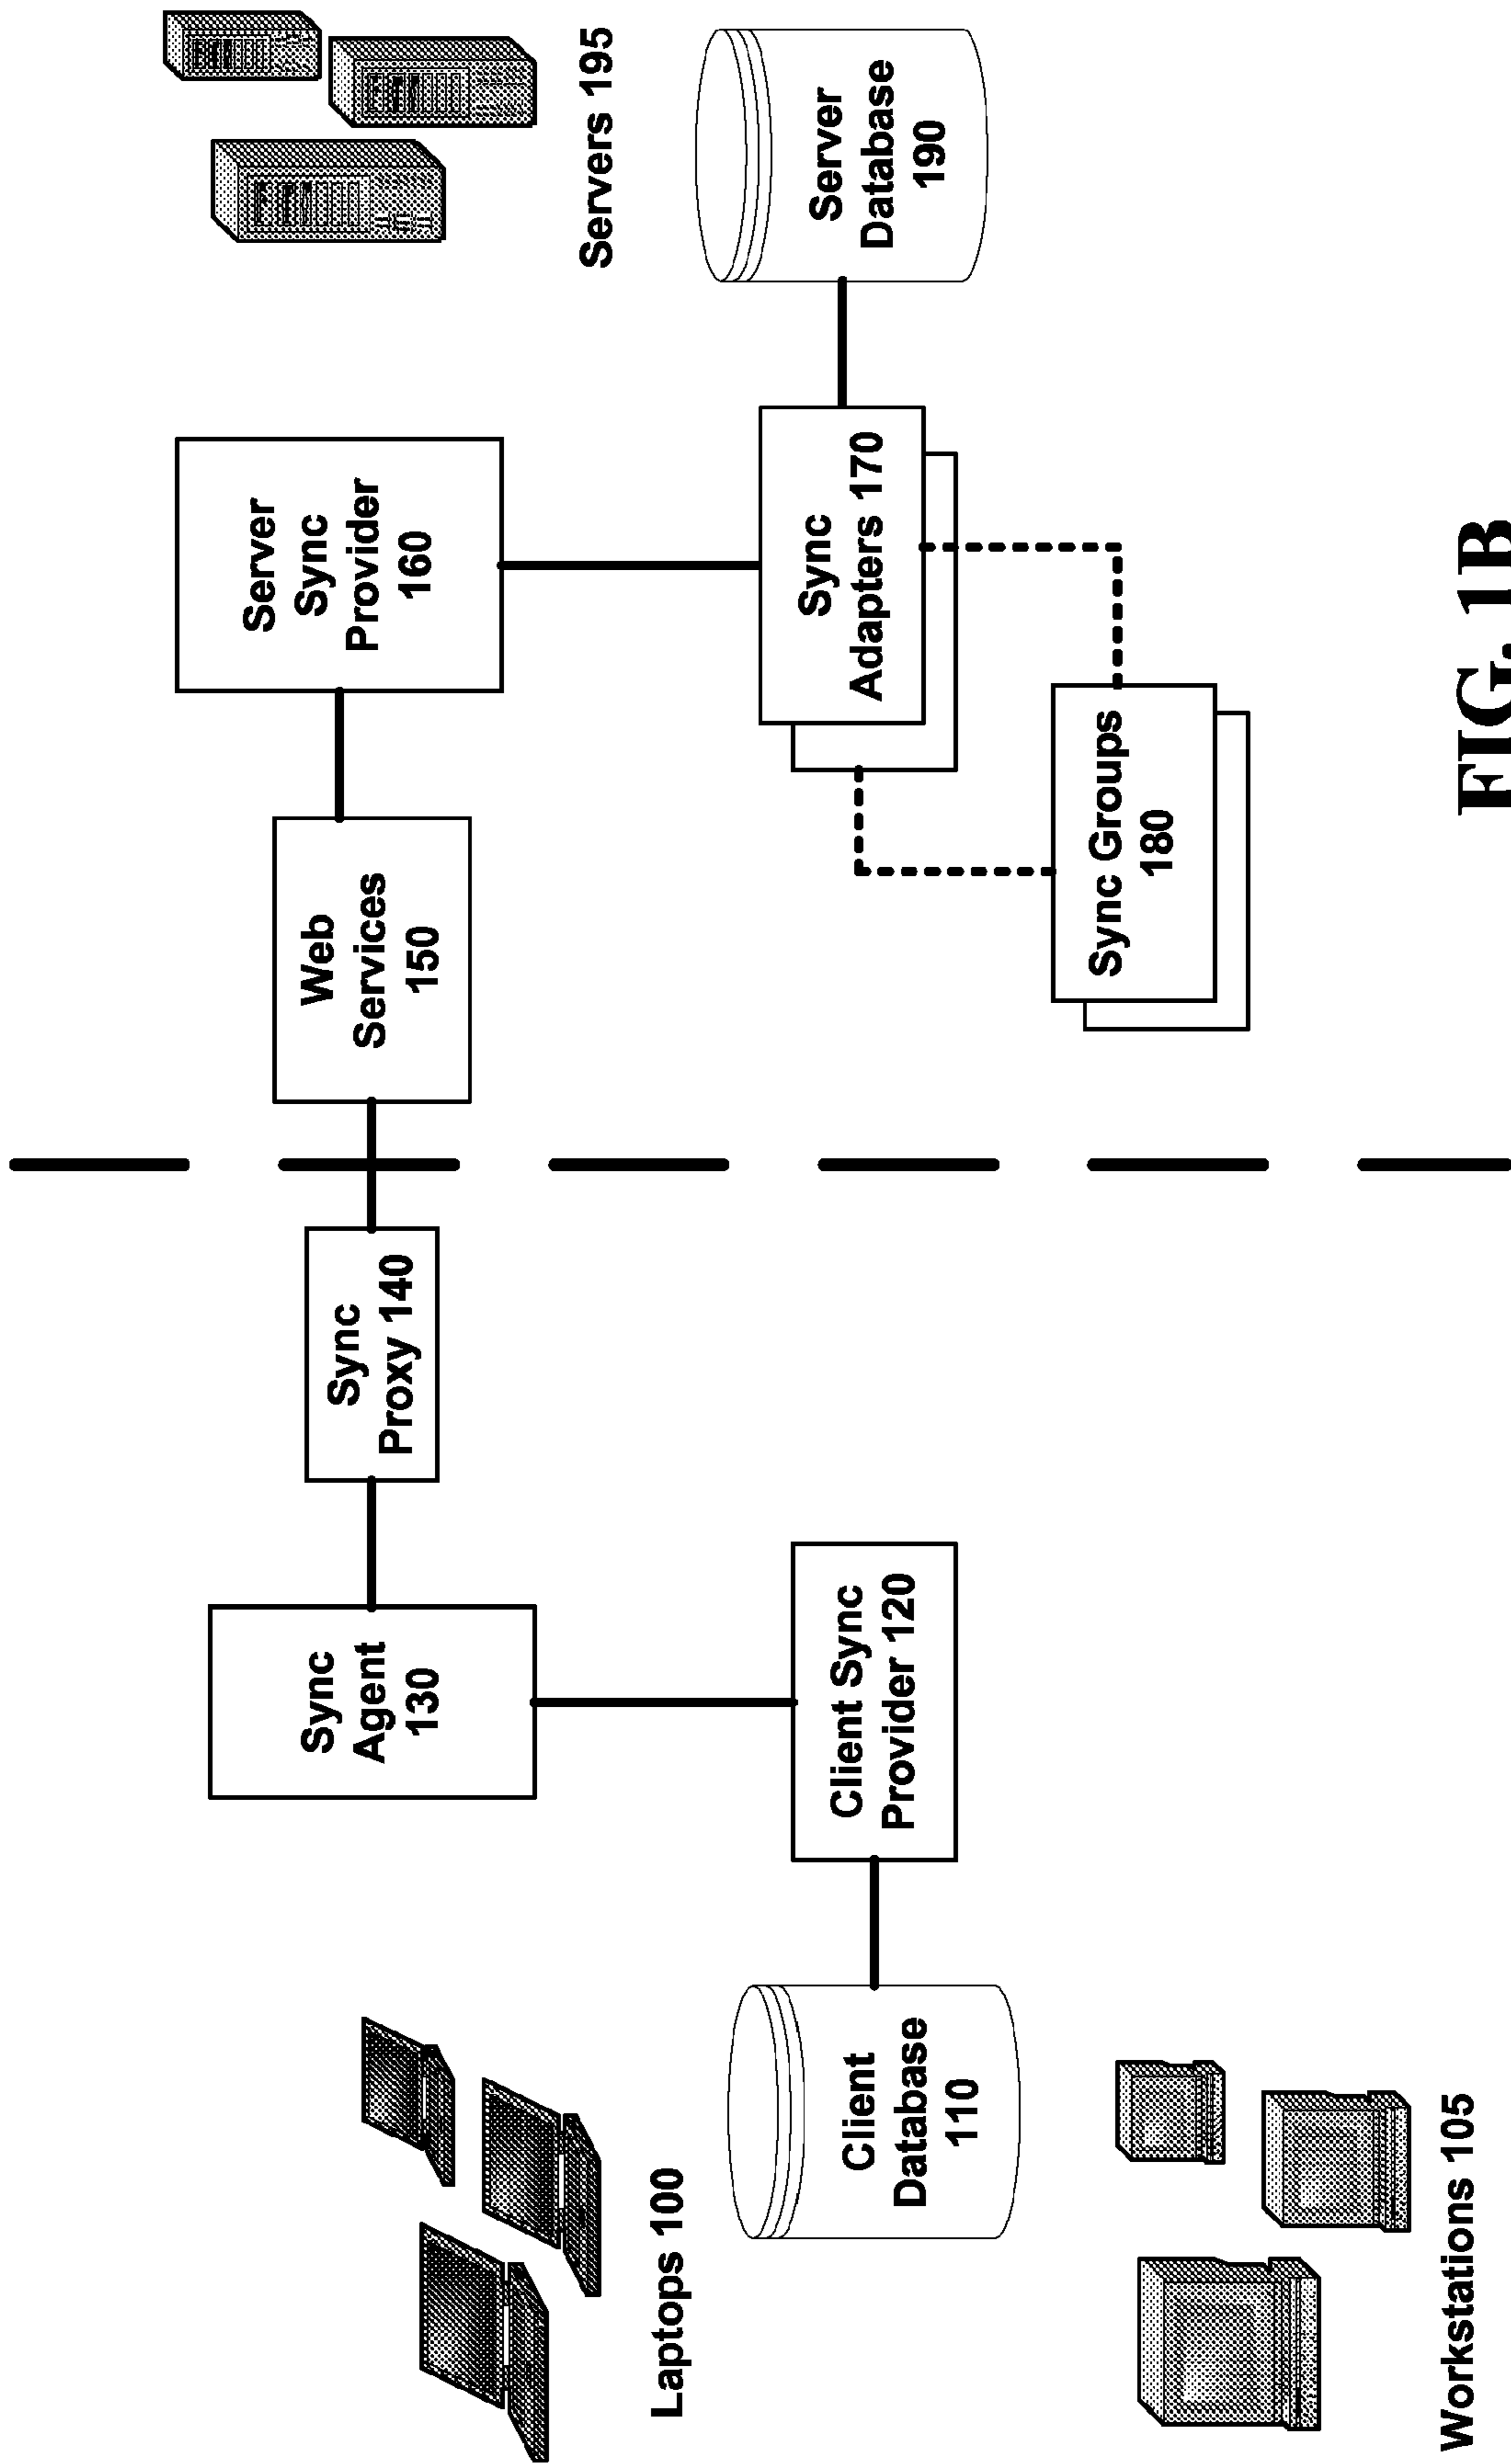 Laptops 100
Workstations 105
Client
Database
110
Client Sync
Provider 120
Sync
Agent
130
Sync
Proxy 140
Web
Services
150
Server
Sync
Provider
160
Sync
Adapters 170
Sync Groups
180
Server
Database
190
Servers 195
FIG. 1B